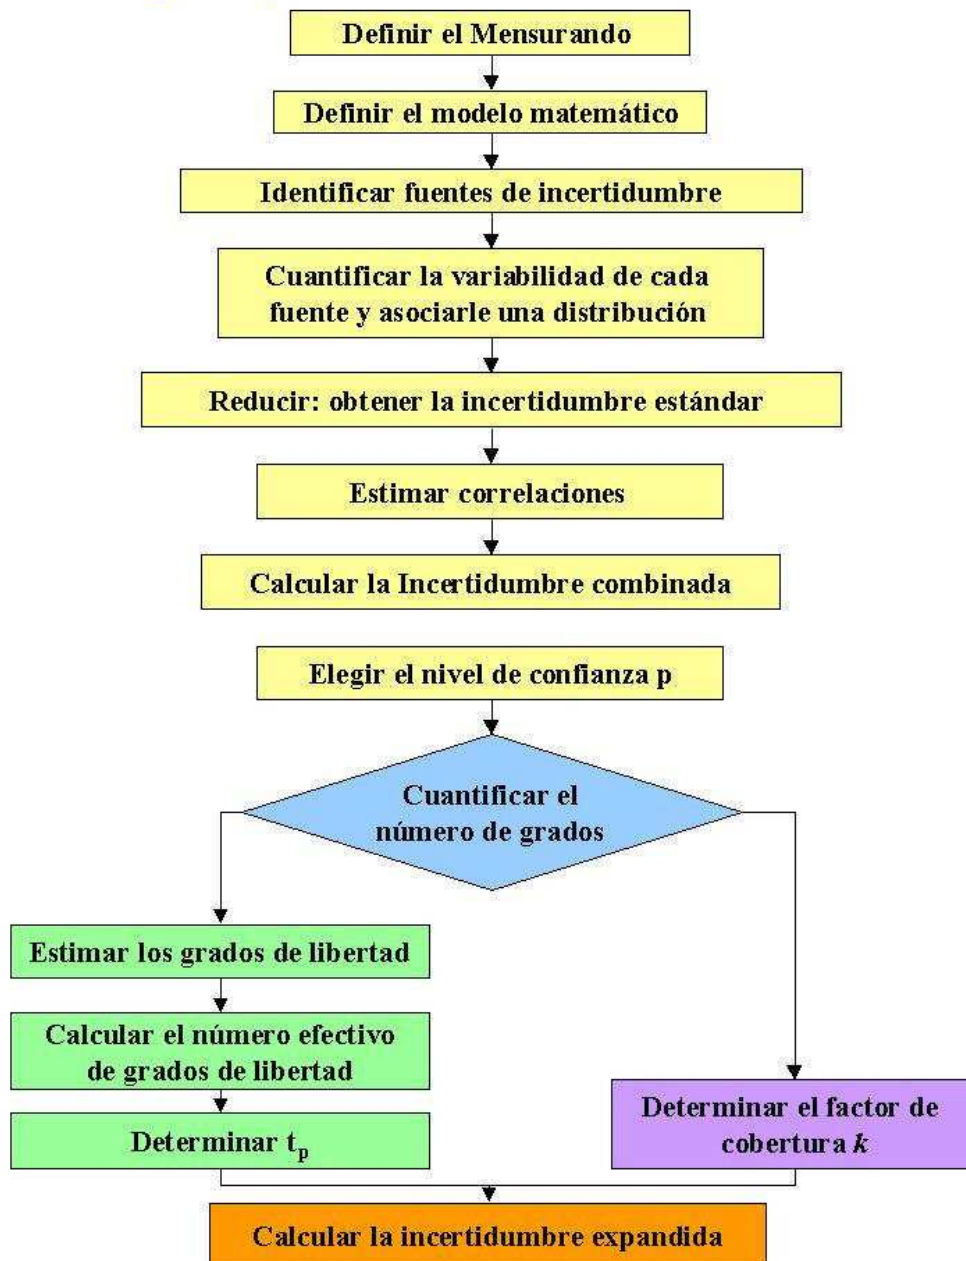 Definir el Mensurando
Definir el modelo matemático
Identificar fuentes de incertidumbre
Cuantificar la variabilidad de cada
fuente y asociarle una distribución
Reducir: obtener la incertidumbre estándar
Estimar correlaciones
Calcular la Incertidumbre combinada
Elegir el nivel de confianza p
Cuantificar el
número de grados
Estimar los grados de libertad
Calcular el número efectivo
de grados de libertad
Determinar tp
Determinar el factor de
cobertura k
Calcular la incertidumbre expandida